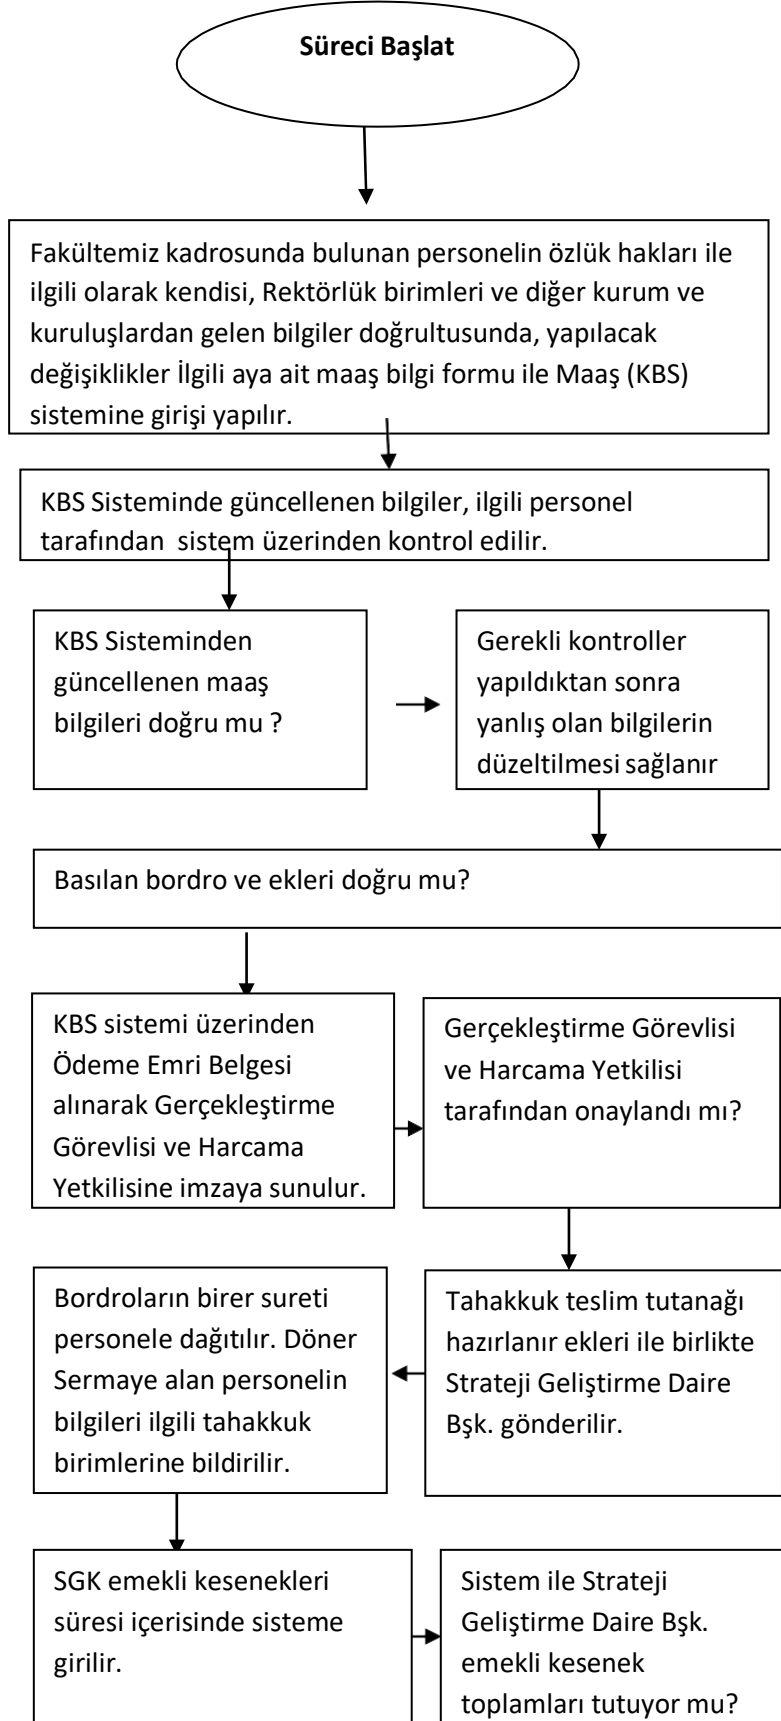 Süreci Başlat
Fakültemiz kadrosunda bulunan personelin özlük hakları ile
ilgili olarak kendisi, Rektörlük birimleri ve diğer kurum ve
kuruluşlardan gelen bilgiler doğrultusunda, yapılacak
değişiklikler İlgili aya ait maaş bilgi formu ile Maaş (KBS)
sistemine girişi yapılır.
KBS Sisteminde güncellenen bilgiler, ilgili personel
tarafından sistem üzerinden kontrol edilir.
KBS Sisteminden
güncellenen maaş
bilgileri doğru mu ?
Gerekli kontroller
yapıldıktan sonra
yanlış olan bilgilerin
düzeltilmesi sağlanır
Basılan bordro ve ekleri doğru mu?
KBS sistemi üzerinden
Ödeme Emri Belgesi
alınarak Gerçekleştirme
Görevlisi ve Harcama
Yetkilisine imzaya sunulur.
Gerçekleştirme Görevlisi
ve Harcama Yetkilisi
tarafından onaylandı mı?
Tahakkuk teslim tutanağı
hazırlanır ekleri ile birlikte
Strateji Geliştirme Daire
Bşk. gönderilir.
Bordroların birer sureti
personele dağıtılır. Döner
Sermaye alan personelin
bilgileri ilgili tahakkuk
birimlerine bildirilir.
SGK emekli kesenekleri
süresi içerisinde sisteme
girilir.
Sistem ile Strateji
Geliştirme Daire Bşk.
emekli kesenek
toplamları tutuyor mu?